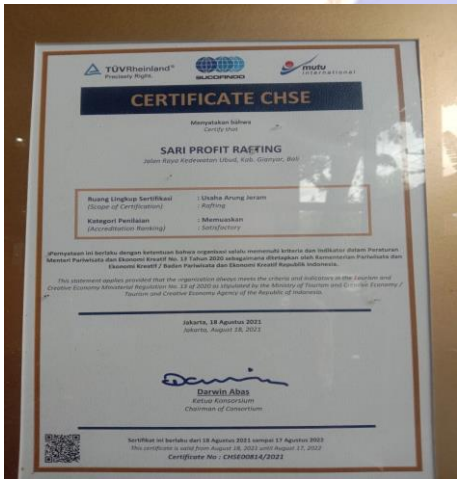 TÜVRheinland®
Precisely Right.
SUCOFINDO
mutu
international
CERTIFICATE CHSE
Menyatakan bahwa
Certify that
SARI PROFIT RAFTING
Jalan Raya Kedewatan Ubud, Kab. Gianyar, Bali
Ruang Lingkup Sertifikasi : Usaha Arung Jeram
(Scope of Certification) : Rafting
Kategori Penilaian : Memuaskan
(Accreditation Ranking) : Satisfactory
Pernyataan ini berlaku dengan ketentuan bahwa organisasi selalu memenuhi kriteria dan indikator dalam Peraturan
Menteri Pariwisata dan Ekonomi Kreatif No. 13 Tahun 2020 sebagaimana ditetapkan oleh Kementerian Pariwisata dan
Ekonomi Kreatif / Badan Pariwisata dan Ekonomi Kreatif Republik Indonesia.
This statement applies provided that the organization always meets the criteria and indicators in the Tourism and
Creative Economy Ministerial Regulation No. 13 of 2020 as stipulated by the Ministry of Tourism and Creative Economy /
Tourism and Creative Economy Agency of the Republic of Indonesia.
Jakarta, 18 Agustus 2021
Jakarta, August 18, 2021
Darwin Abas
Ketua Konsorsium
Chairman of Consortium
Sertifikat ini berlaku dari 18 Agustus 2021 sampai 17 Agustus 2022
This certificate is valid from August 18, 2021 until August 17, 2022
Certificate No : CHSE00814/2021